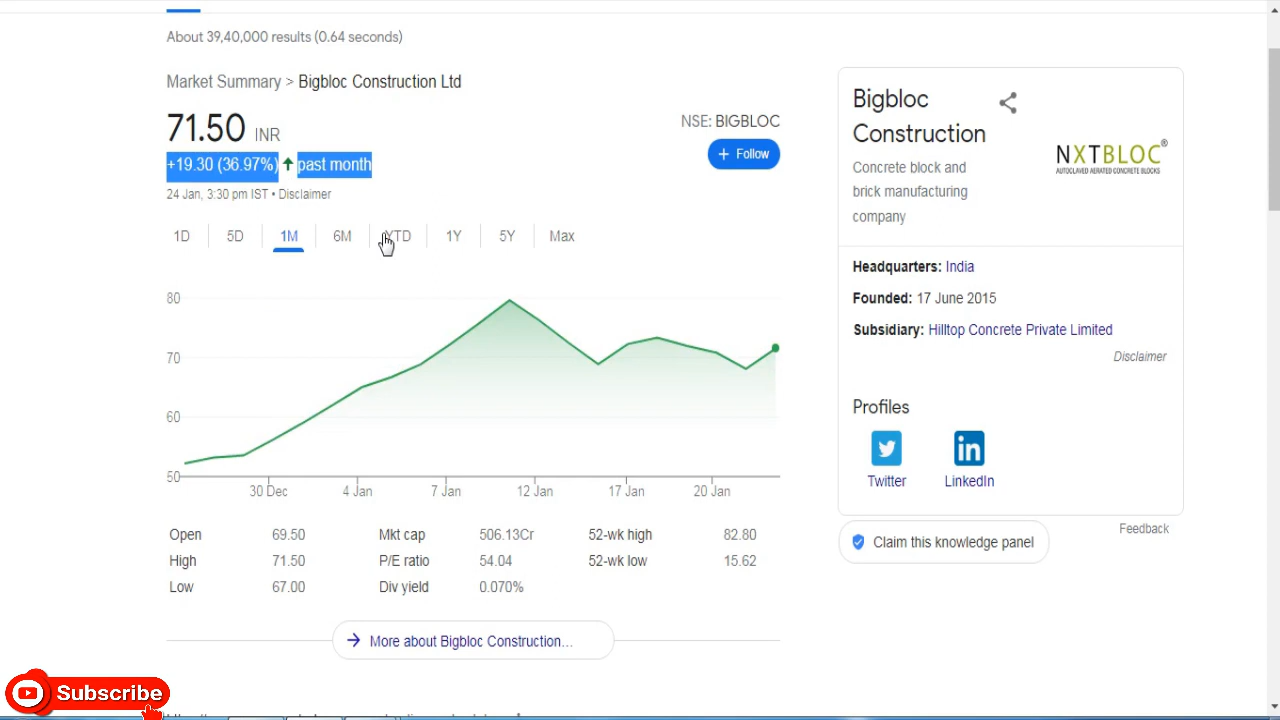 About 39,40,000 results (0.64 seconds)
Market Summary > Bigbloc Construction Ltd
71.50 INR
+19.30 (36.97%) past month
24 Jan, 3:30 pm IST • Disclaimer
NSE: BIGBLOC
+ Follow
1D 5D 1M 6M YTD 1Y 5Y Max
80
70
60
50
30 Dec 4 Jan 7 Jan 12 Jan 17 Jan 20 Jan
Open 69.50 Mkt cap 506.13Cr 52-wk high 82.80
High 71.50 P/E ratio 54.04 52-wk low 15.62
Low 67.00 Div yield 0.070%
More about Bigbloc Construction...
Bigbloc
Construction
Concrete block and
brick manufacturing
company
NXTBLOC®
AUTOCLAVED AERATED CONCRETE BLOCKS
Headquarters: India
Founded: 17 June 2015
Subsidiary: Hilltop Concrete Private Limited
Disclaimer
Profiles
Twitter LinkedIn
Feedback
Claim this knowledge panel
Subscribe